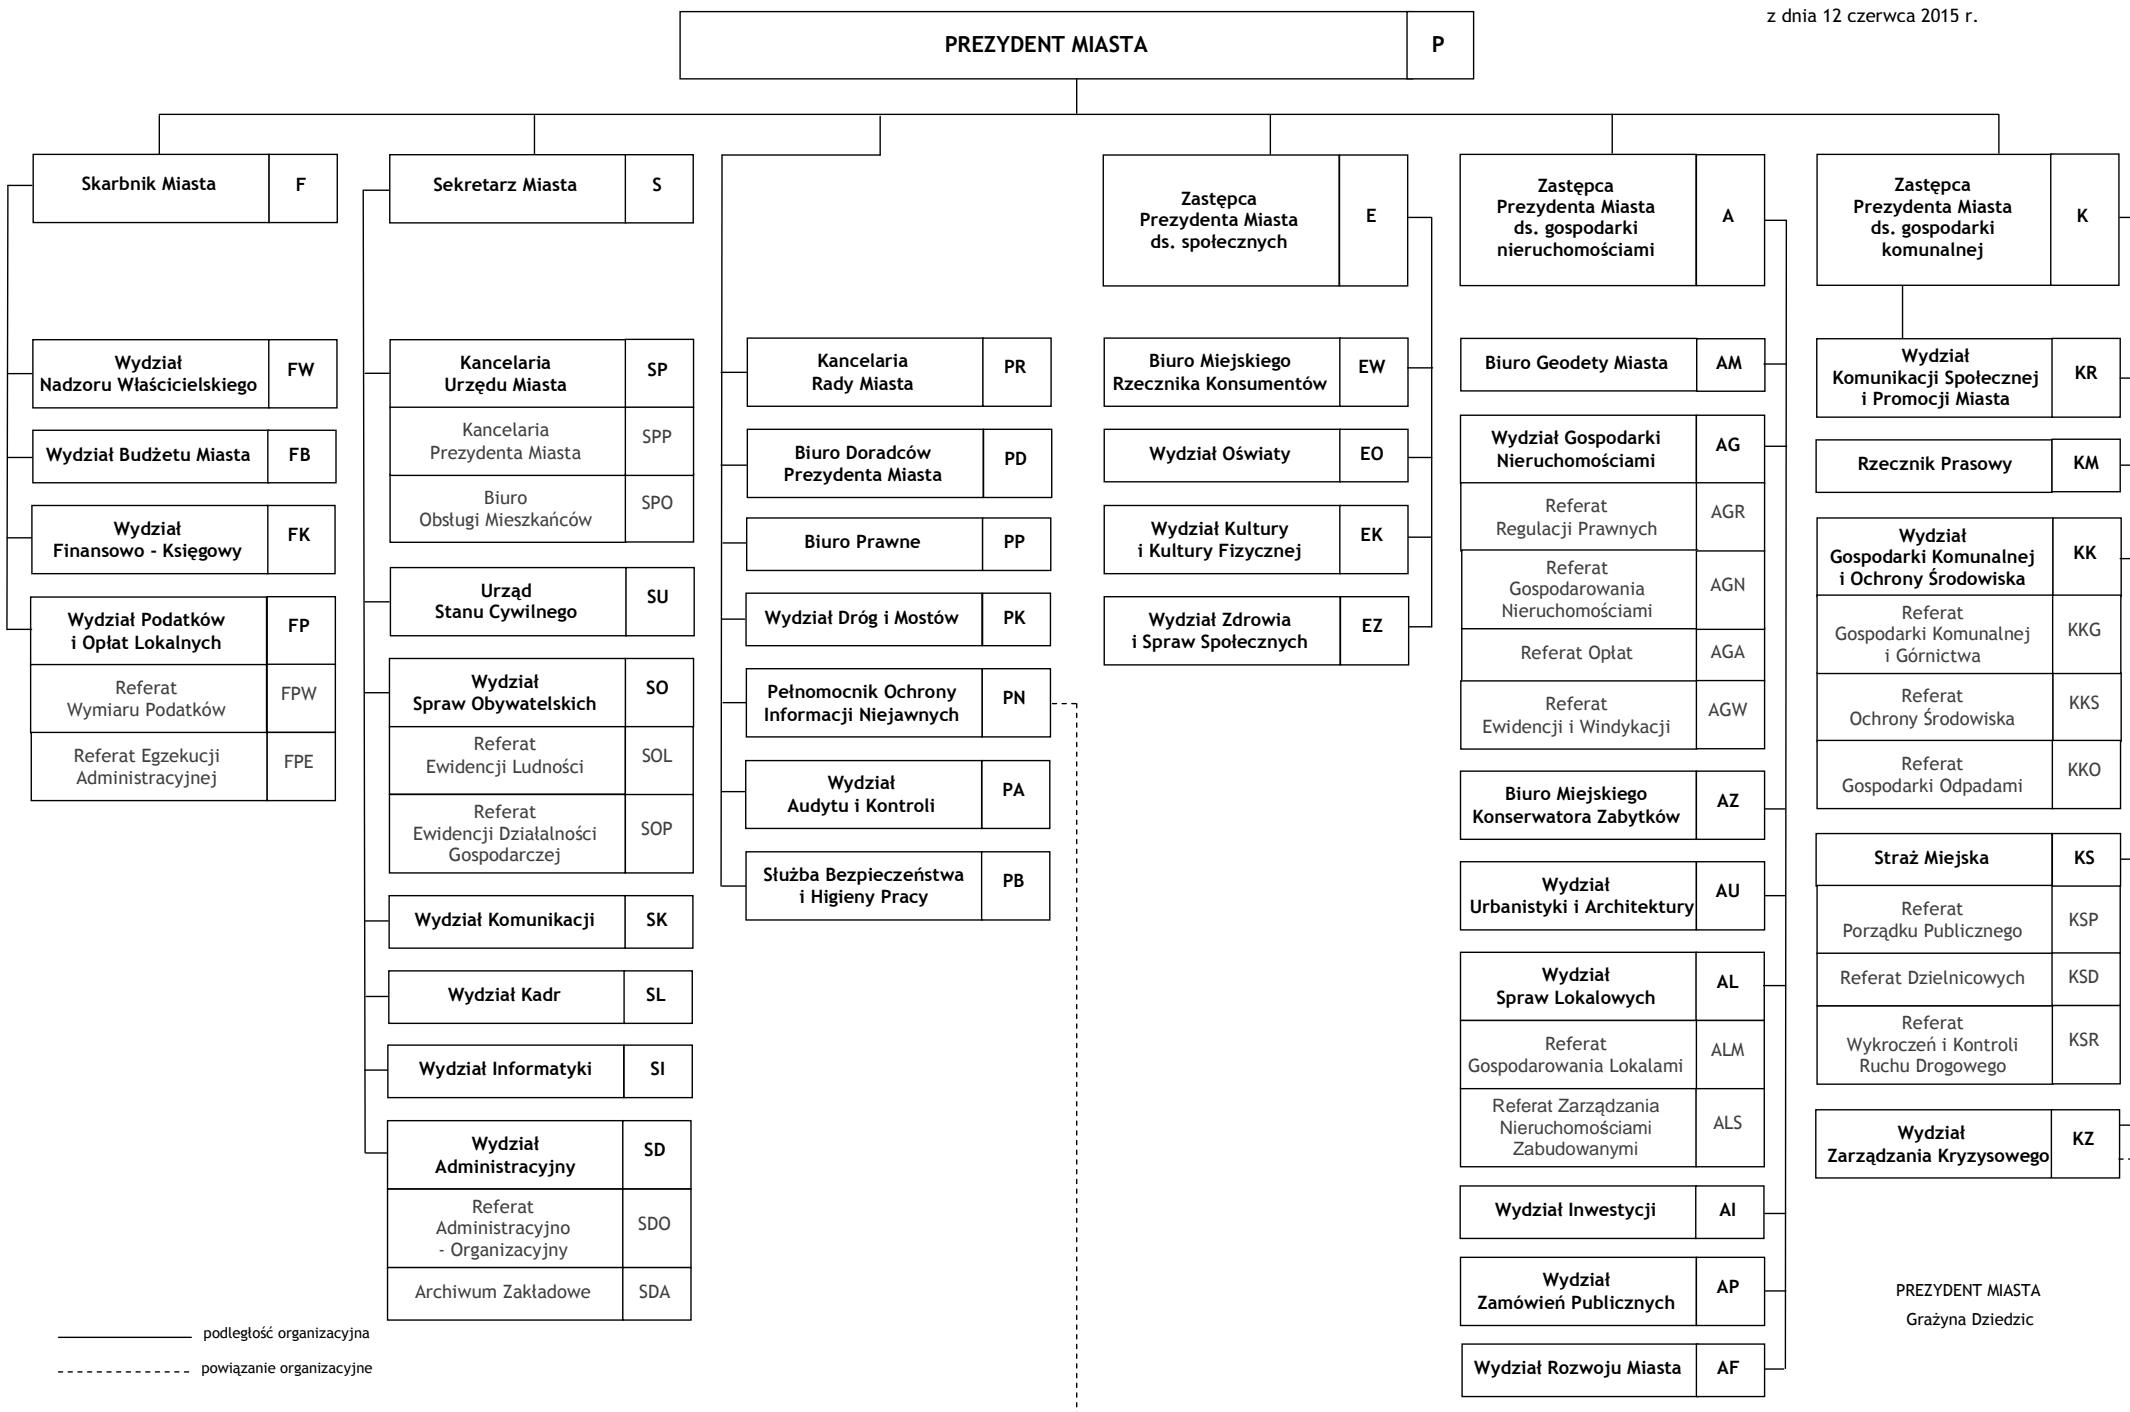 z dnia 12 czerwca 2015 r.
PREZYDENT MIASTA
P
Skarbnik Miasta
F
Wydział
Nadzoru Właścicielskiego
FW
Wydział Budżetu Miasta
FB
Wydział
Finansowo - Księgowy
FK
Wydział Podatków
i Opłat Lokalnych
FP
Referat
Wymiaru Podatków
FPW
Referat Egzekucji
Administracyjnej
FPE
Sekretarz Miasta
S
Kancelaria
Urzędu Miasta
SP
Kancelaria
Prezydenta Miasta
SPP
Biuro
Obsługi Mieszkańców
SPO
Urząd
Stanu Cywilnego
SU
Wydział
Spraw Obywatelskich
SO
Referat
Ewidencji Ludności
SOL
Referat
Ewidencji Działalności
Gospodarczej
SOP
Wydział Komunikacji
SK
Wydział Kadr
SL
Wydział Informatyki
SI
Wydział
Administracyjny
SD
Referat
Administracyjno
- Organizacyjny
SDO
Archiwum Zakładowe
SDA
Kancelaria
Rady Miasta
PR
Biuro Doradców
Prezydenta Miasta
PD
Biuro Prawne
PP
Wydział Dróg i Mostów
PK
Pełnomocnik Ochrony
Informacji Niejawnych
PN
Wydział
Audytu i Kontroli
PA
Służba Bezpieczeństwa
i Higieny Pracy
PB
Zastępca
Prezydenta Miasta
ds. społecznych
E
Biuro Miejskiego
Rzecznika Konsumentów
EW
Wydział Oświaty
EO
Wydział Kultury
i Kultury Fizycznej
EK
Wydział Zdrowia
i Spraw Społecznych
EZ
Zastępca
Prezydenta Miasta
ds. gospodarki
nieruchomościami
A
Biuro Geodety Miasta
AM
Wydział Gospodarki
Nieruchomościami
AG
Referat
Regulacji Prawnych
AGR
Referat
Gospodarowania
Nieruchomościami
AGN
Referat Opłat
AGA
Referat
Ewidencji i Windykacji
AGW
Biuro Miejskiego
Konserwatora Zabytków
AZ
Wydział
Urbanistyki i Architektury
AU
Wydział
Spraw Lokalowych
AL
Referat
Gospodarowania Lokalami
ALM
Referat Zarządzania
Nieruchomościami
Zabudowanymi
ALS
Wydział Inwestycji
AI
Wydział
Zamówień Publicznych
AP
Wydział Rozwoju Miasta
AF
Zastępca
Prezydenta Miasta
ds. gospodarki
komunalnej
K
Wydział
Komunikacji Społecznej
i Promocji Miasta
KR
Rzecznik Prasowy
KM
Wydział
Gospodarki Komunalnej
i Ochrony Środowiska
KK
Referat
Gospodarki Komunalnej
i Górnictwa
KKG
Referat
Ochrony Środowiska
KKS
Referat
Gospodarki Odpadami
KKO
Straż Miejska
KS
Referat
Porządku Publicznego
KSP
Referat Dzielnicowych
KSD
Referat
Wykroczeń i Kontroli
Ruchu Drogowego
KSR
Wydział
Zarządzania Kryzysowego
KZ
PREZYDENT MIASTA
Grażyna Dziedzic
podległość organizacyjna
powiązanie organizacyjne